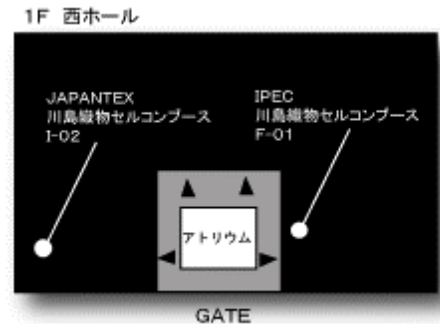 1F 西ホール
JAPANTEX
川島織物セルコンブース
I-02
IPEC
川島織物セルコンブース
F-01
アトリウム
GATE